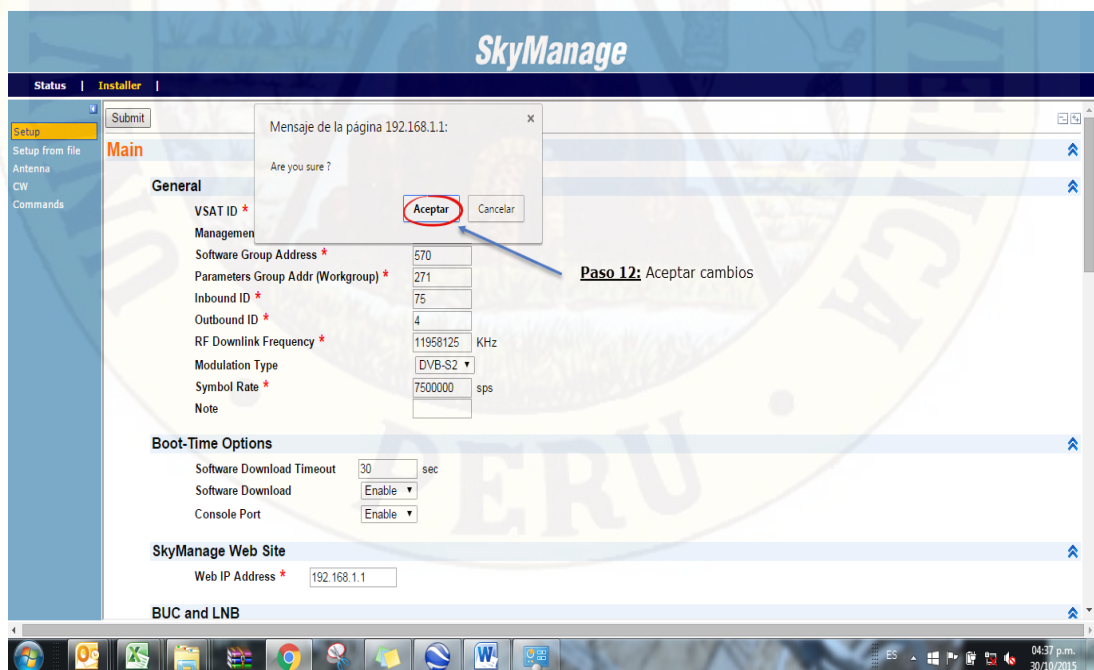 SkyManage
Status | Installer |
Setup
Setup from file
Antenna
CW
Commands
Submit
Mensaje de la página 192.168.1.1:
x
Are you sure ?
Aceptar Cancelar
Main
General
VSAT ID *
Managemen
Software Group Address * 570
Parameters Group Addr (Workgroup) * 271
Inbound ID * 75
Outbound ID * 4
RF Downlink Frequency * 11958125 KHz
Modulation Type DVB-S2
Symbol Rate * 7500000 sps
Note
Paso 12: Aceptar cambios
Boot-Time Options
Software Download Timeout 30 sec
Software Download Enable
Console Port Enable
SkyManage Web Site
Web IP Address * 192.168.1.1
BUC and LNB
PERU
ES
04:37 p.m.
30/10/2015